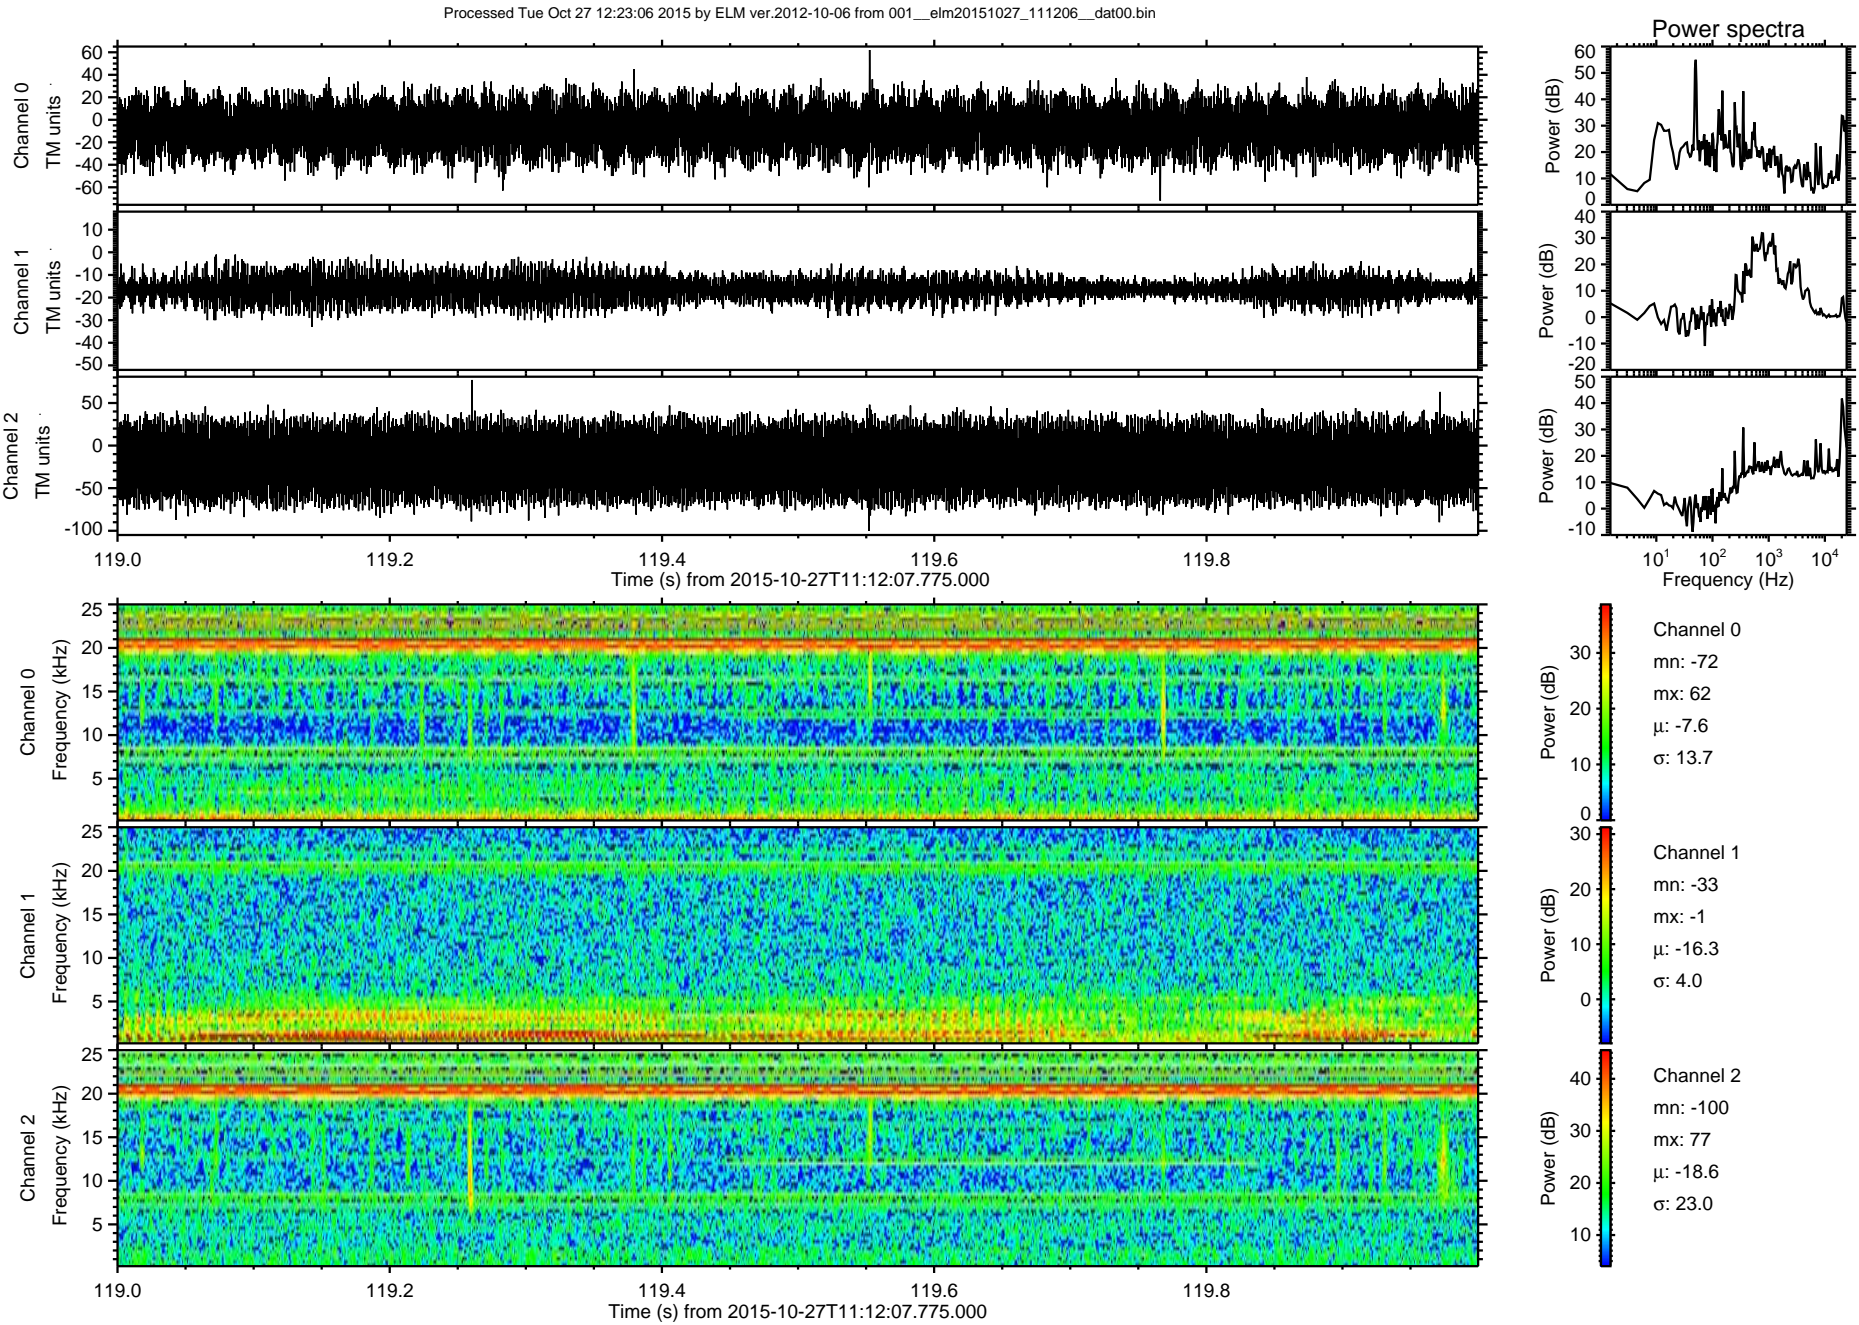 Processed Tue Oct 27 12:23:06 2015 by ELM ver.2012-10-06 from 001__elm20151027_111206__dat00.bin
Power spectra
Channel 0
TM units
60
40
20
0
-20
-40
-60
Power (dB)
60
50
40
30
20
10
0
Channel 1
TM units
10
0
-10
-20
-30
-40
-50
Power (dB)
40
30
20
10
0
-10
-20
Channel 2
TM units
50
0
-50
-100
Power (dB)
50
40
30
20
10
0
-10
119.0 119.2 119.4 119.6 119.8
Time (s) from 2015-10-27T11:12:07.775.000
10^1 10^2 10^3 10^4
Frequency (Hz)
Channel 0
Frequency (kHz)
25
20
15
10
5
Power (dB)
30
20
10
0
Channel 0
mn: -72
mx: 62
μ: -7.6
σ: 13.7
Channel 1
Frequency (kHz)
25
20
15
10
5
Power (dB)
30
20
10
0
Channel 1
mn: -33
mx: -1
μ: -16.3
σ: 4.0
Channel 2
Frequency (kHz)
25
20
15
10
5
Power (dB)
40
30
20
10
Channel 2
mn: -100
mx: 77
μ: -18.6
σ: 23.0
119.0 119.2 119.4 119.6 119.8
Time (s) from 2015-10-27T11:12:07.775.000